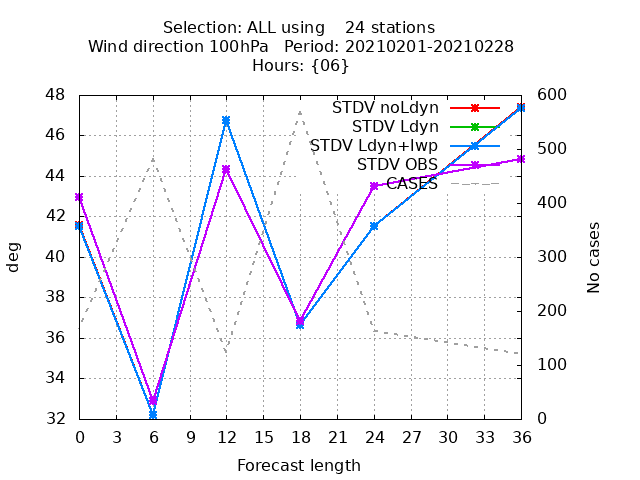 Selection: ALL using    24 stations
Wind direction 100hPa   Period: 20210201-20210228
Hours: {06}
STDV noLdyn
STDV Ldyn
STDV Ldyn+lwp
STDV OBS
CASES
deg
48
46
44
42
40
38
36
34
32
600
500
400
300
200
100
0
No cases
0 3 6 9 12 15 18 21 24 27 30 33 36
Forecast length